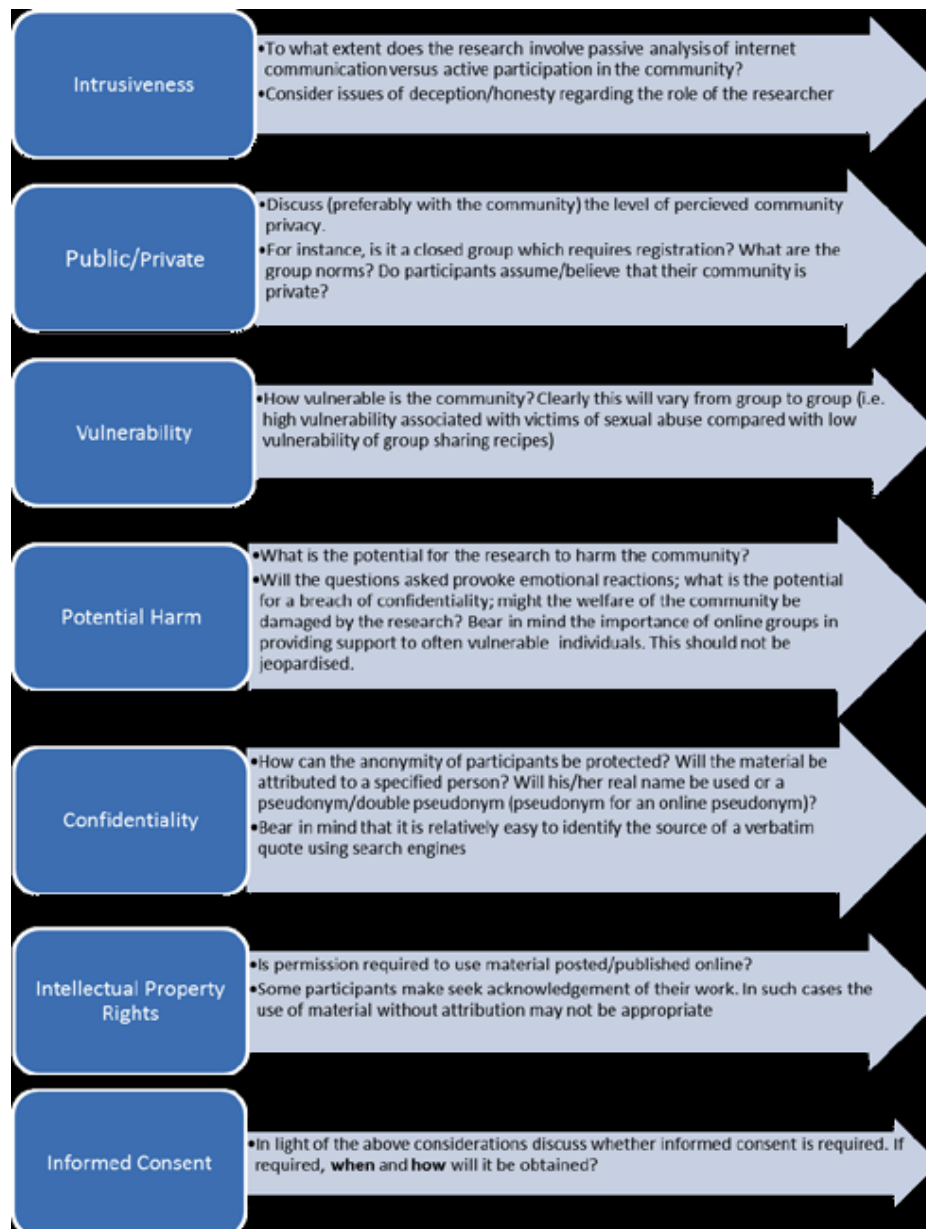 Intrusiveness
•To what extent does the research involve passive analysis of internet
communication versus active participation in the community?
•Consider issues of deception/honesty regarding the role of the researcher
Public/Private
•Discuss (preferably with the community) the level of percieved community
privacy.
•For instance, is it a closed group which requires registration? What are the
group norms? Do participants assume/believe that their community is
private?
Vulnerability
•How vulnerable is the community? Clearly this will vary from group to group (i.e.
high vulnerability associated with victims of sexual abuse compared with low
vulnerability of group sharing recipes)
Potential Harm
•What is the potential for the research to harm the community?
•Will the questions asked provoke emotional reactions; what is the potential
for a breach of confidentiality; might the welfare of the community be
damaged by the research? Bear in mind the importance of online groups in
providing support to often vulnerable individuals. This should not be
jeopardised.
Confidentiality
•How can the anonymity of participants be protected? Will the material be
attributed to a specified person? Will his/her real name be used or a
pseudonym/double pseudonym (pseudonym for an online pseudonym)?
•Bear in mind that it is relatively easy to identify the source of a verbatim
quote using search engines
Intellectual Property
Rights
•Is permission required to use material posted/published online?
•Some participants make seek acknowledgement of their work. In such cases the
use of material without attribution may not be appropriate
Informed Consent
•In light of the above considerations discuss whether informed consent is required. If
required, when and how will it be obtained?